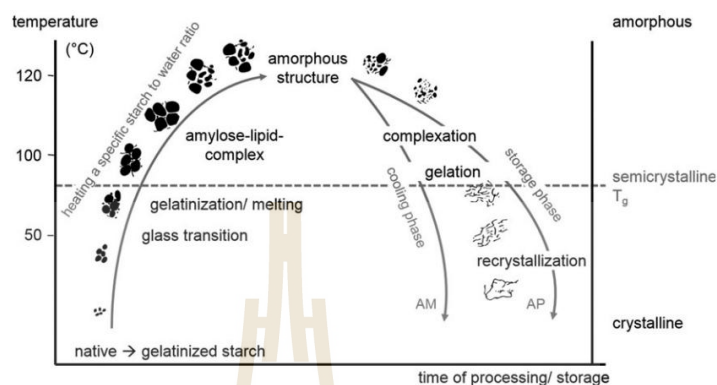 temperature
amorphous
(°C)
heating a specific starch to water ratio
120
amorphous
structure
complexation
amylose-lipid-
complex
100
gelation
storage phase
cooling phase
semicrystalline
Tg
gelatinization/ melting
50
glass transition
recrystallization
AM
AP
crystalline
native → gelatinized starch
time of processing/ storage